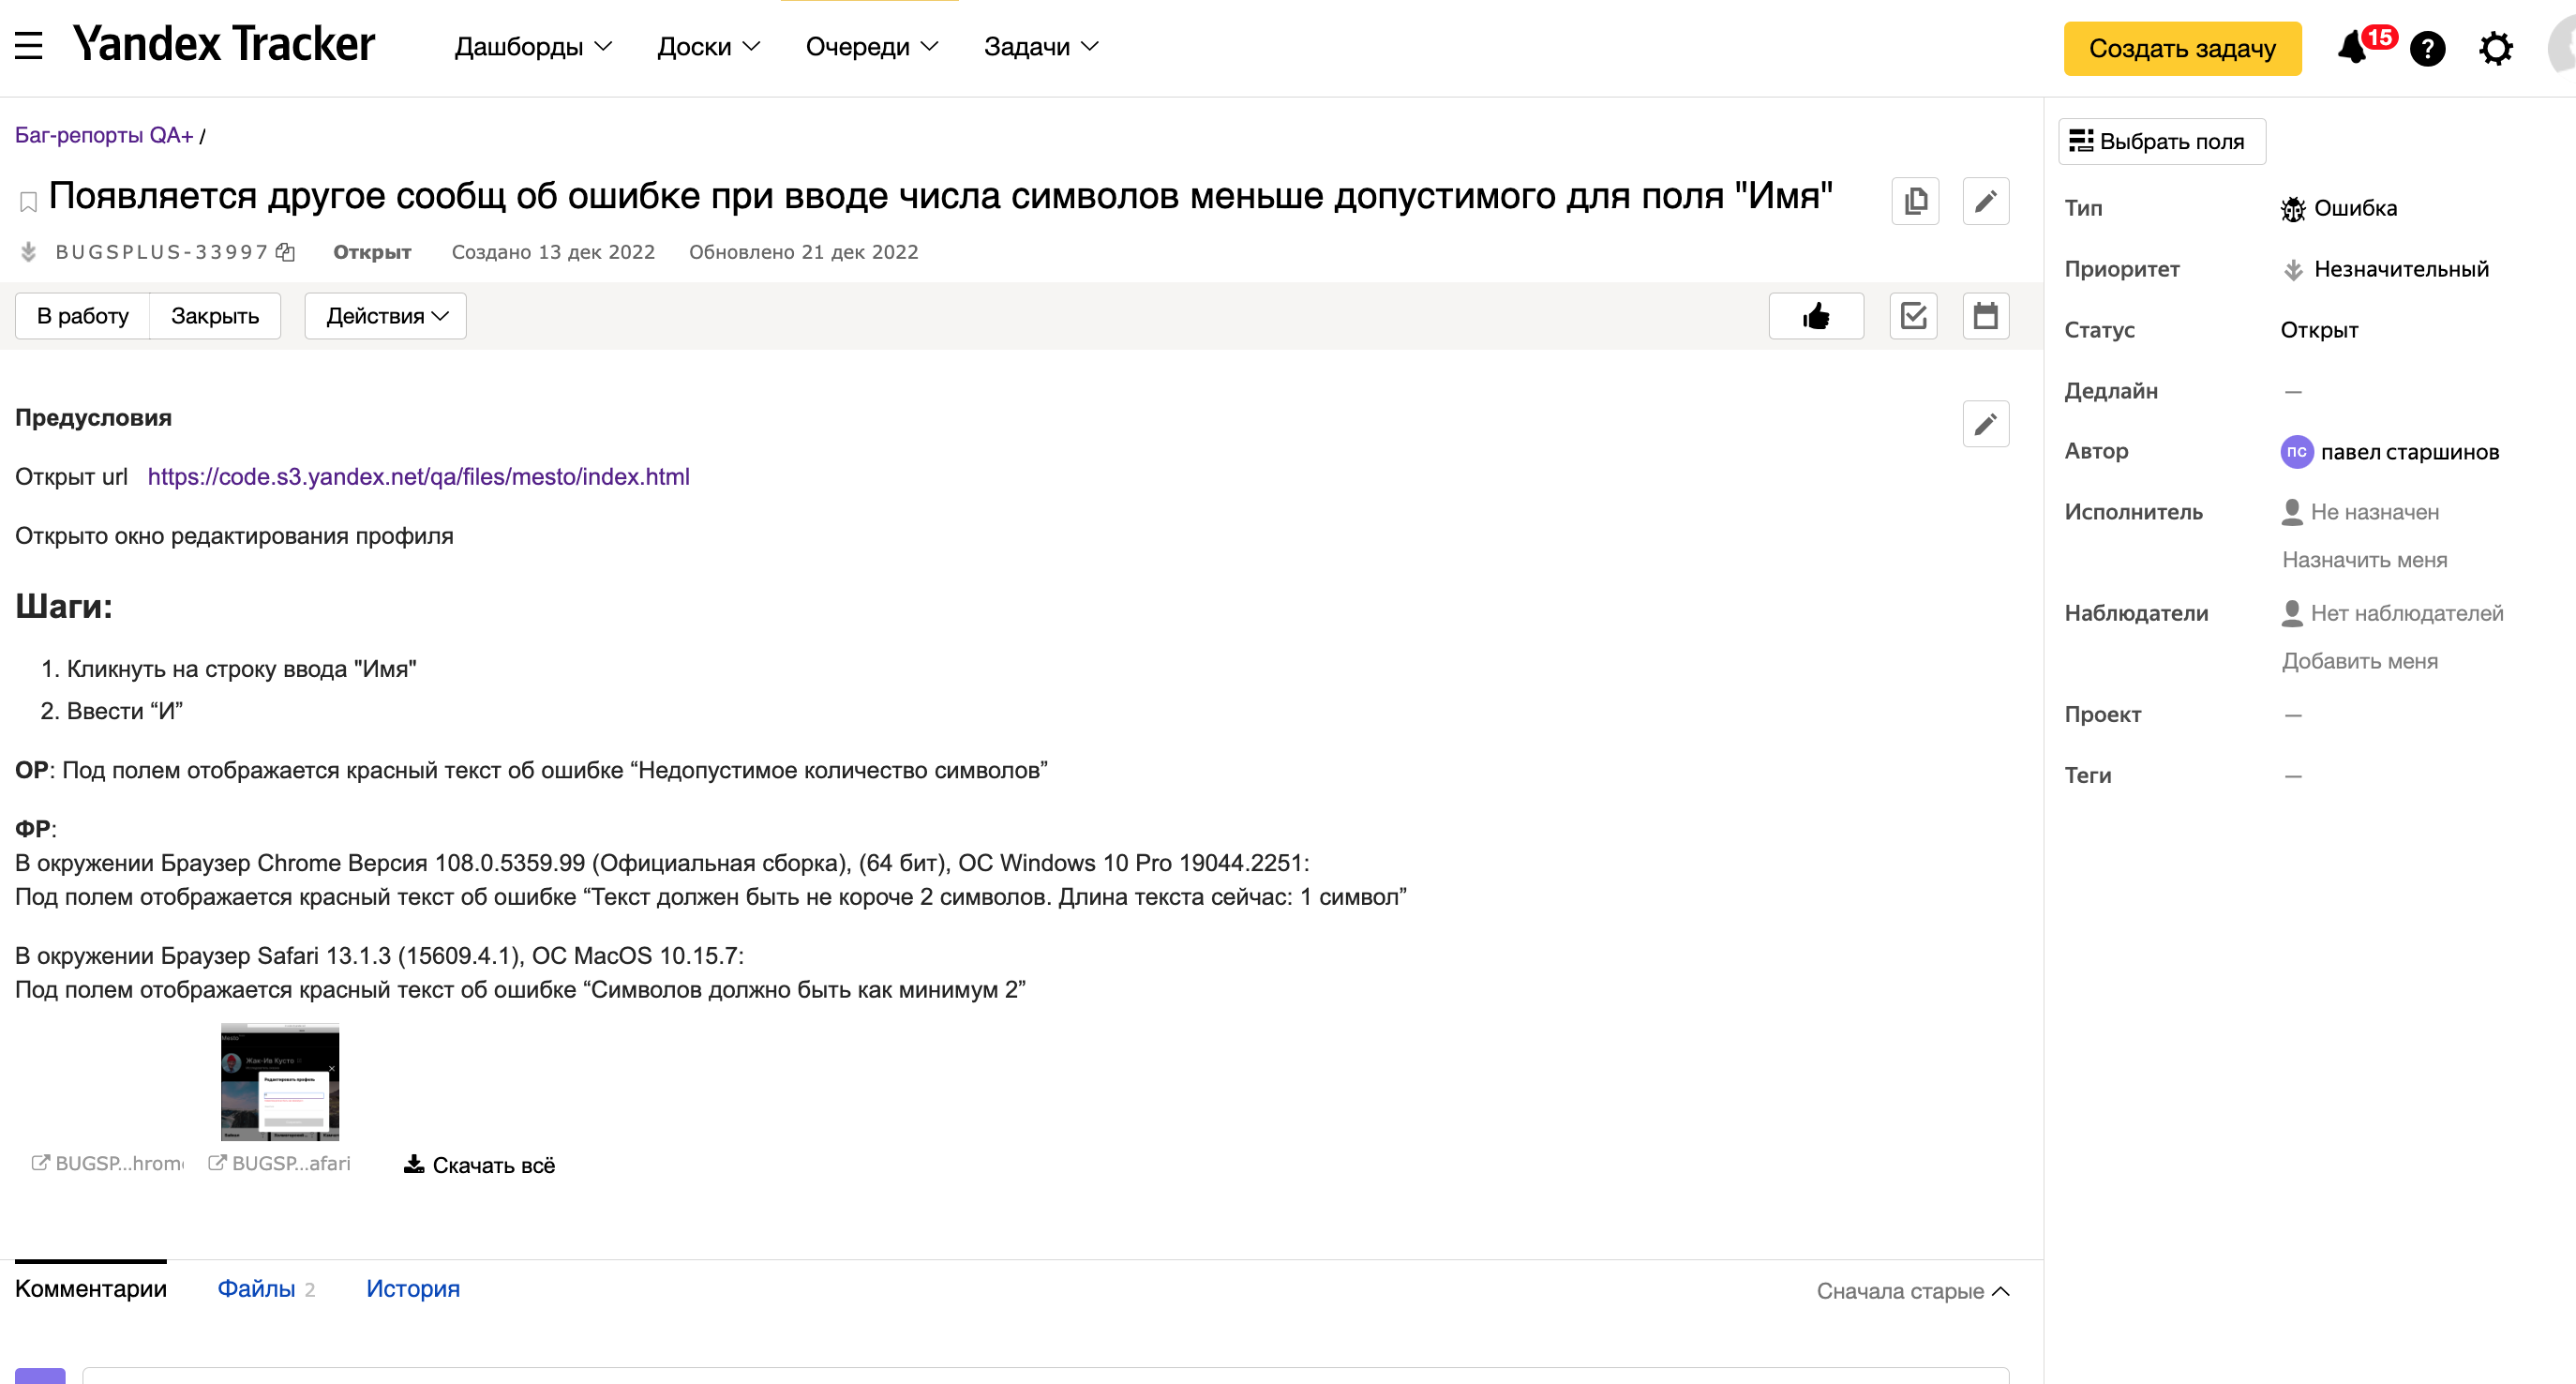 Yandex Tracker
Дашборды
Доски
Очереди
Задачи
Создать задачу
15
Баг-репорты QA+ /
Появляется другое сообщ об ошибке при вводе числа символов меньше допустимого для поля "Имя"
BUGSPLUS-33997 Открыт Создано 13 дек 2022 Обновлено 21 дек 2022
В работу Закрыть Действия
Предусловия
Открыт url https://code.s3.yandex.net/qa/files/mesto/index.html
Открыто окно редактирования профиля
Шаги:
1. Кликнуть на строку ввода "Имя"
2. Ввести “И”
ОР: Под полем отображается красный текст об ошибке “Недопустимое количество символов”
ФР:
В окружении Браузер Chrome Версия 108.0.5359.99 (Официальная сборка), (64 бит), ОС Windows 10 Pro 19044.2251:
Под полем отображается красный текст об ошибке “Текст должен быть не короче 2 символов. Длина текста сейчас: 1 символ”
В окружении Браузер Safari 13.1.3 (15609.4.1), ОС MacOS 10.15.7:
Под полем отображается красный текст об ошибке “Символов должно быть как минимум 2”
Mesto
Жак-Ив Кусто
Редактировать профиль
BUGSP...hrome BUGSP...afari Скачать всё
Комментарии Файлы 2 История Сначала старые
Выбрать поля
Тип Ошибка
Приоритет Незначительный
Статус Открыт
Дедлайн —
Автор ПС павел старшинов
Исполнитель Не назначен
Назначить меня
Наблюдатели Нет наблюдателей
Добавить меня
Проект —
Теги —